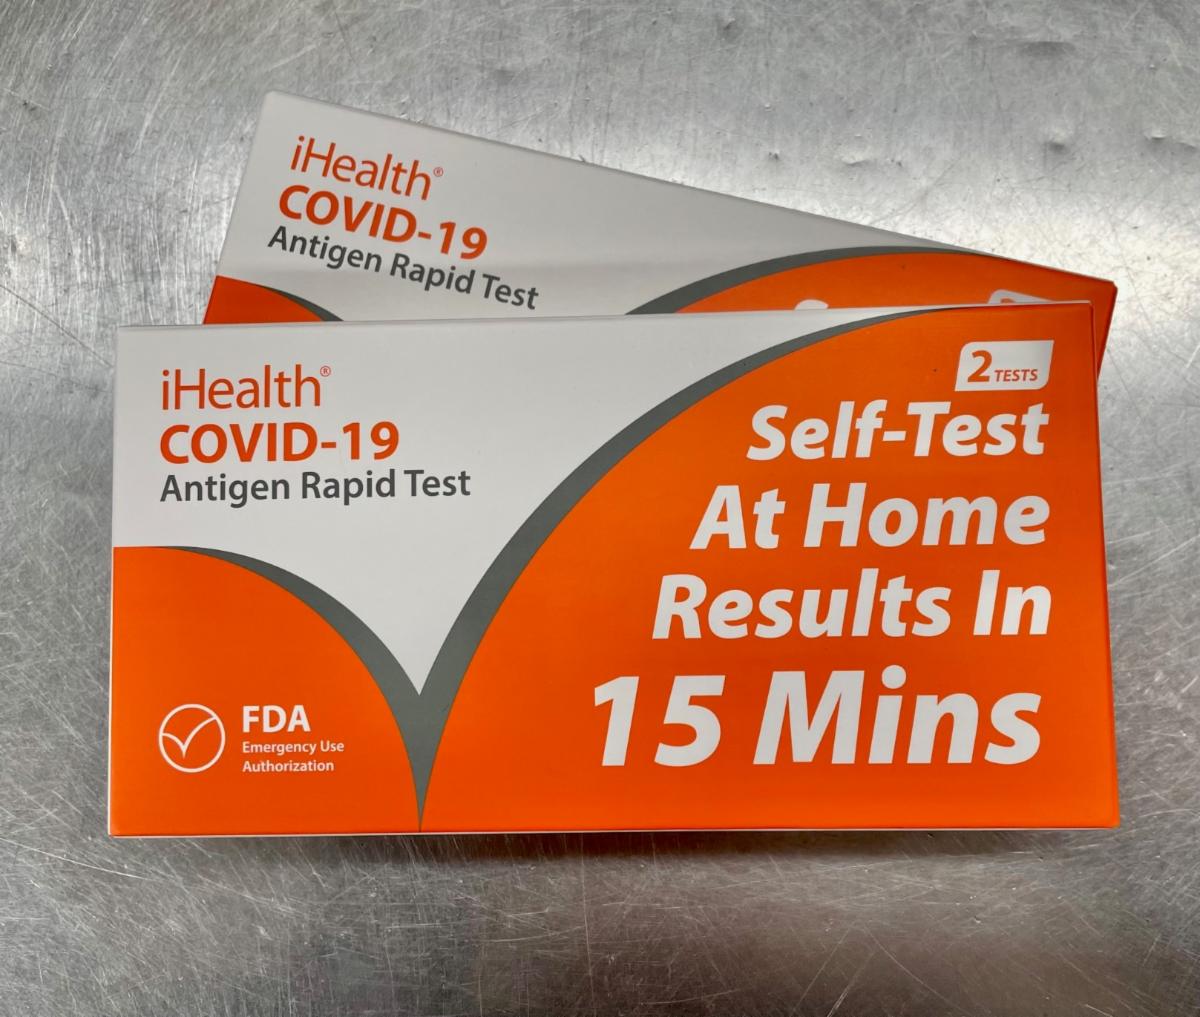 iHealth®
COVID-19
Antigen Rapid Test
iHealth®
COVID-19
Antigen Rapid Test
2 TESTS
Self-Test
At Home
Results In
15 Mins
FDA
Emergency Use
Authorization